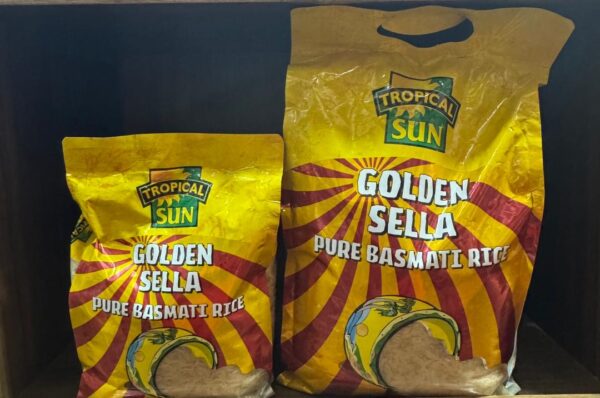 TROPICAL
SUN
GOLDEN
SELLA
PURE BASMATI RICE
TROPICAL
SUN
GOLDEN
SELLA
PURE BASMATI RICE